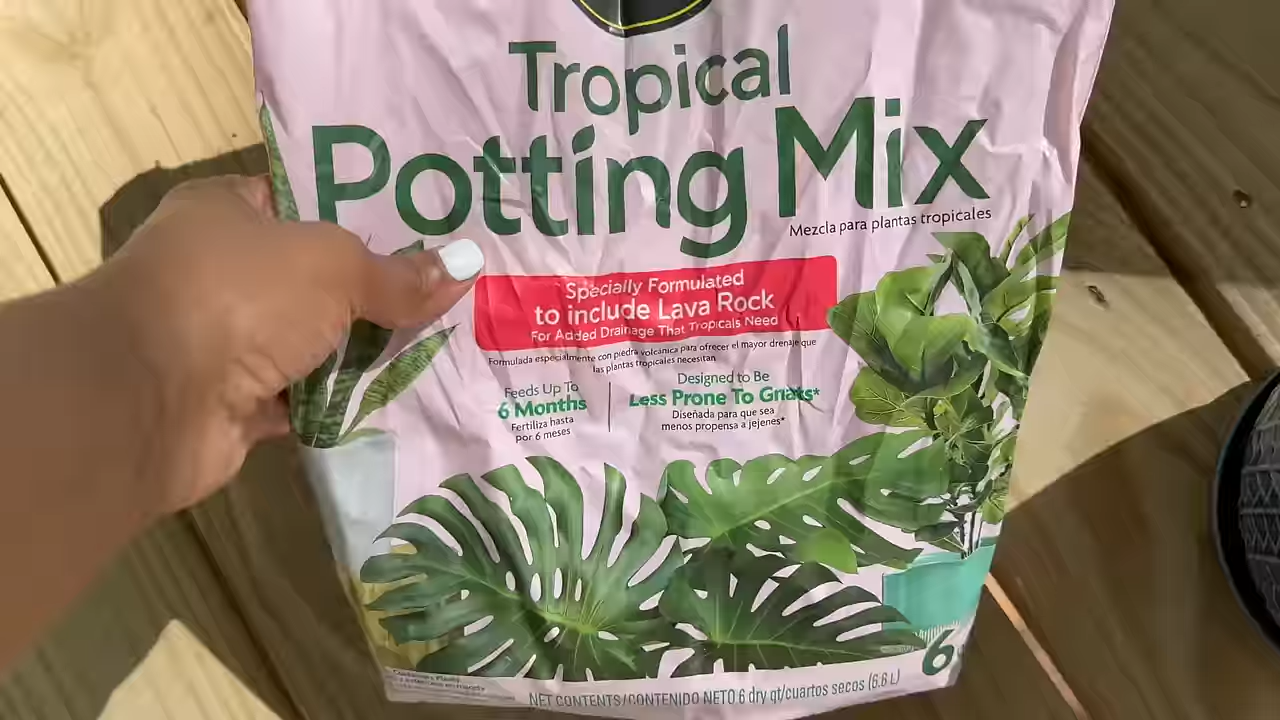 Tropical
Potting Mix
Mezcla para plantas tropicales
Specially Formulated
to include Lava Rock
For Added Drainage That Tropicals Need
Formulada especialmente con piedra volcánica para ofrecer el mayor drenaje que
las plantas tropicales necesitan
Feeds Up To
6 Months
Fertiliza hasta
por 6 meses
Designed to Be
Less Prone To Gnats*
Diseñada para que sea
menos propensa a jejenes*
6
NET CONTENTS/CONTENIDO NETO 6 dry qt/cuartos secos (6.6 L)